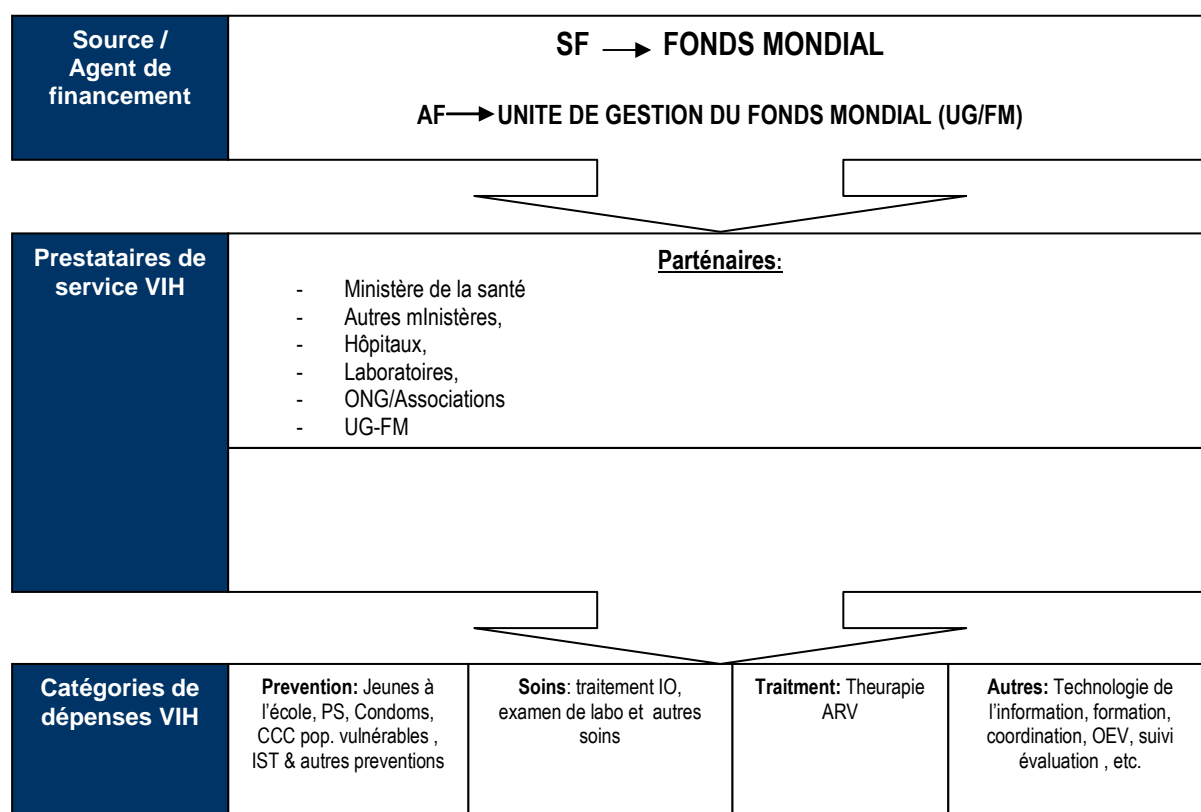 Source /
Agent de
financement
SF → FONDS MONDIAL
AF → UNITE DE GESTION DU FONDS MONDIAL (UG/FM)
Prestataires de
service VIH
Parténaires:
- Ministère de la santé
- Autres mInistères,
- Hôpitaux,
- Laboratoires,
- ONG/Associations
- UG-FM
Catégories de
dépenses VIH
Prevention: Jeunes à
l'école, PS, Condoms,
CCC pop. vulnérables ,
IST & autres preventions
Soins: traitement IO,
examen de labo et autres
soins
Traitment: Theurapie
ARV
Autres: Technologie de
l'information, formation,
coordination, OEV, suivi
évaluation , etc.